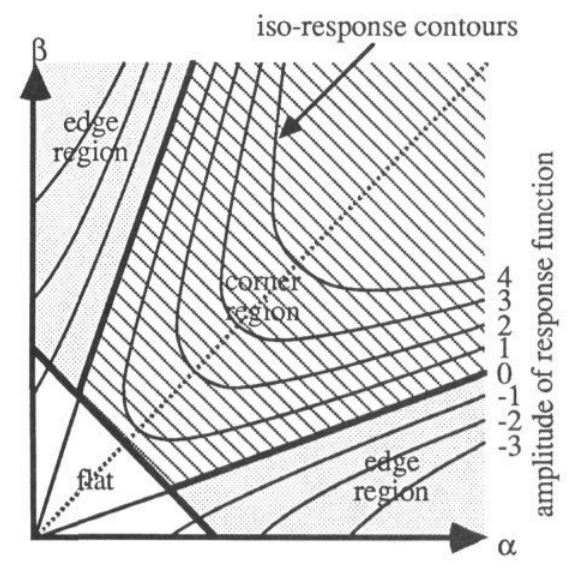 iso-response contours
β
edge
region
corner
region
4
3
2
1
0
-1
-2
-3
amplitude of response function
flat
edge
region
α